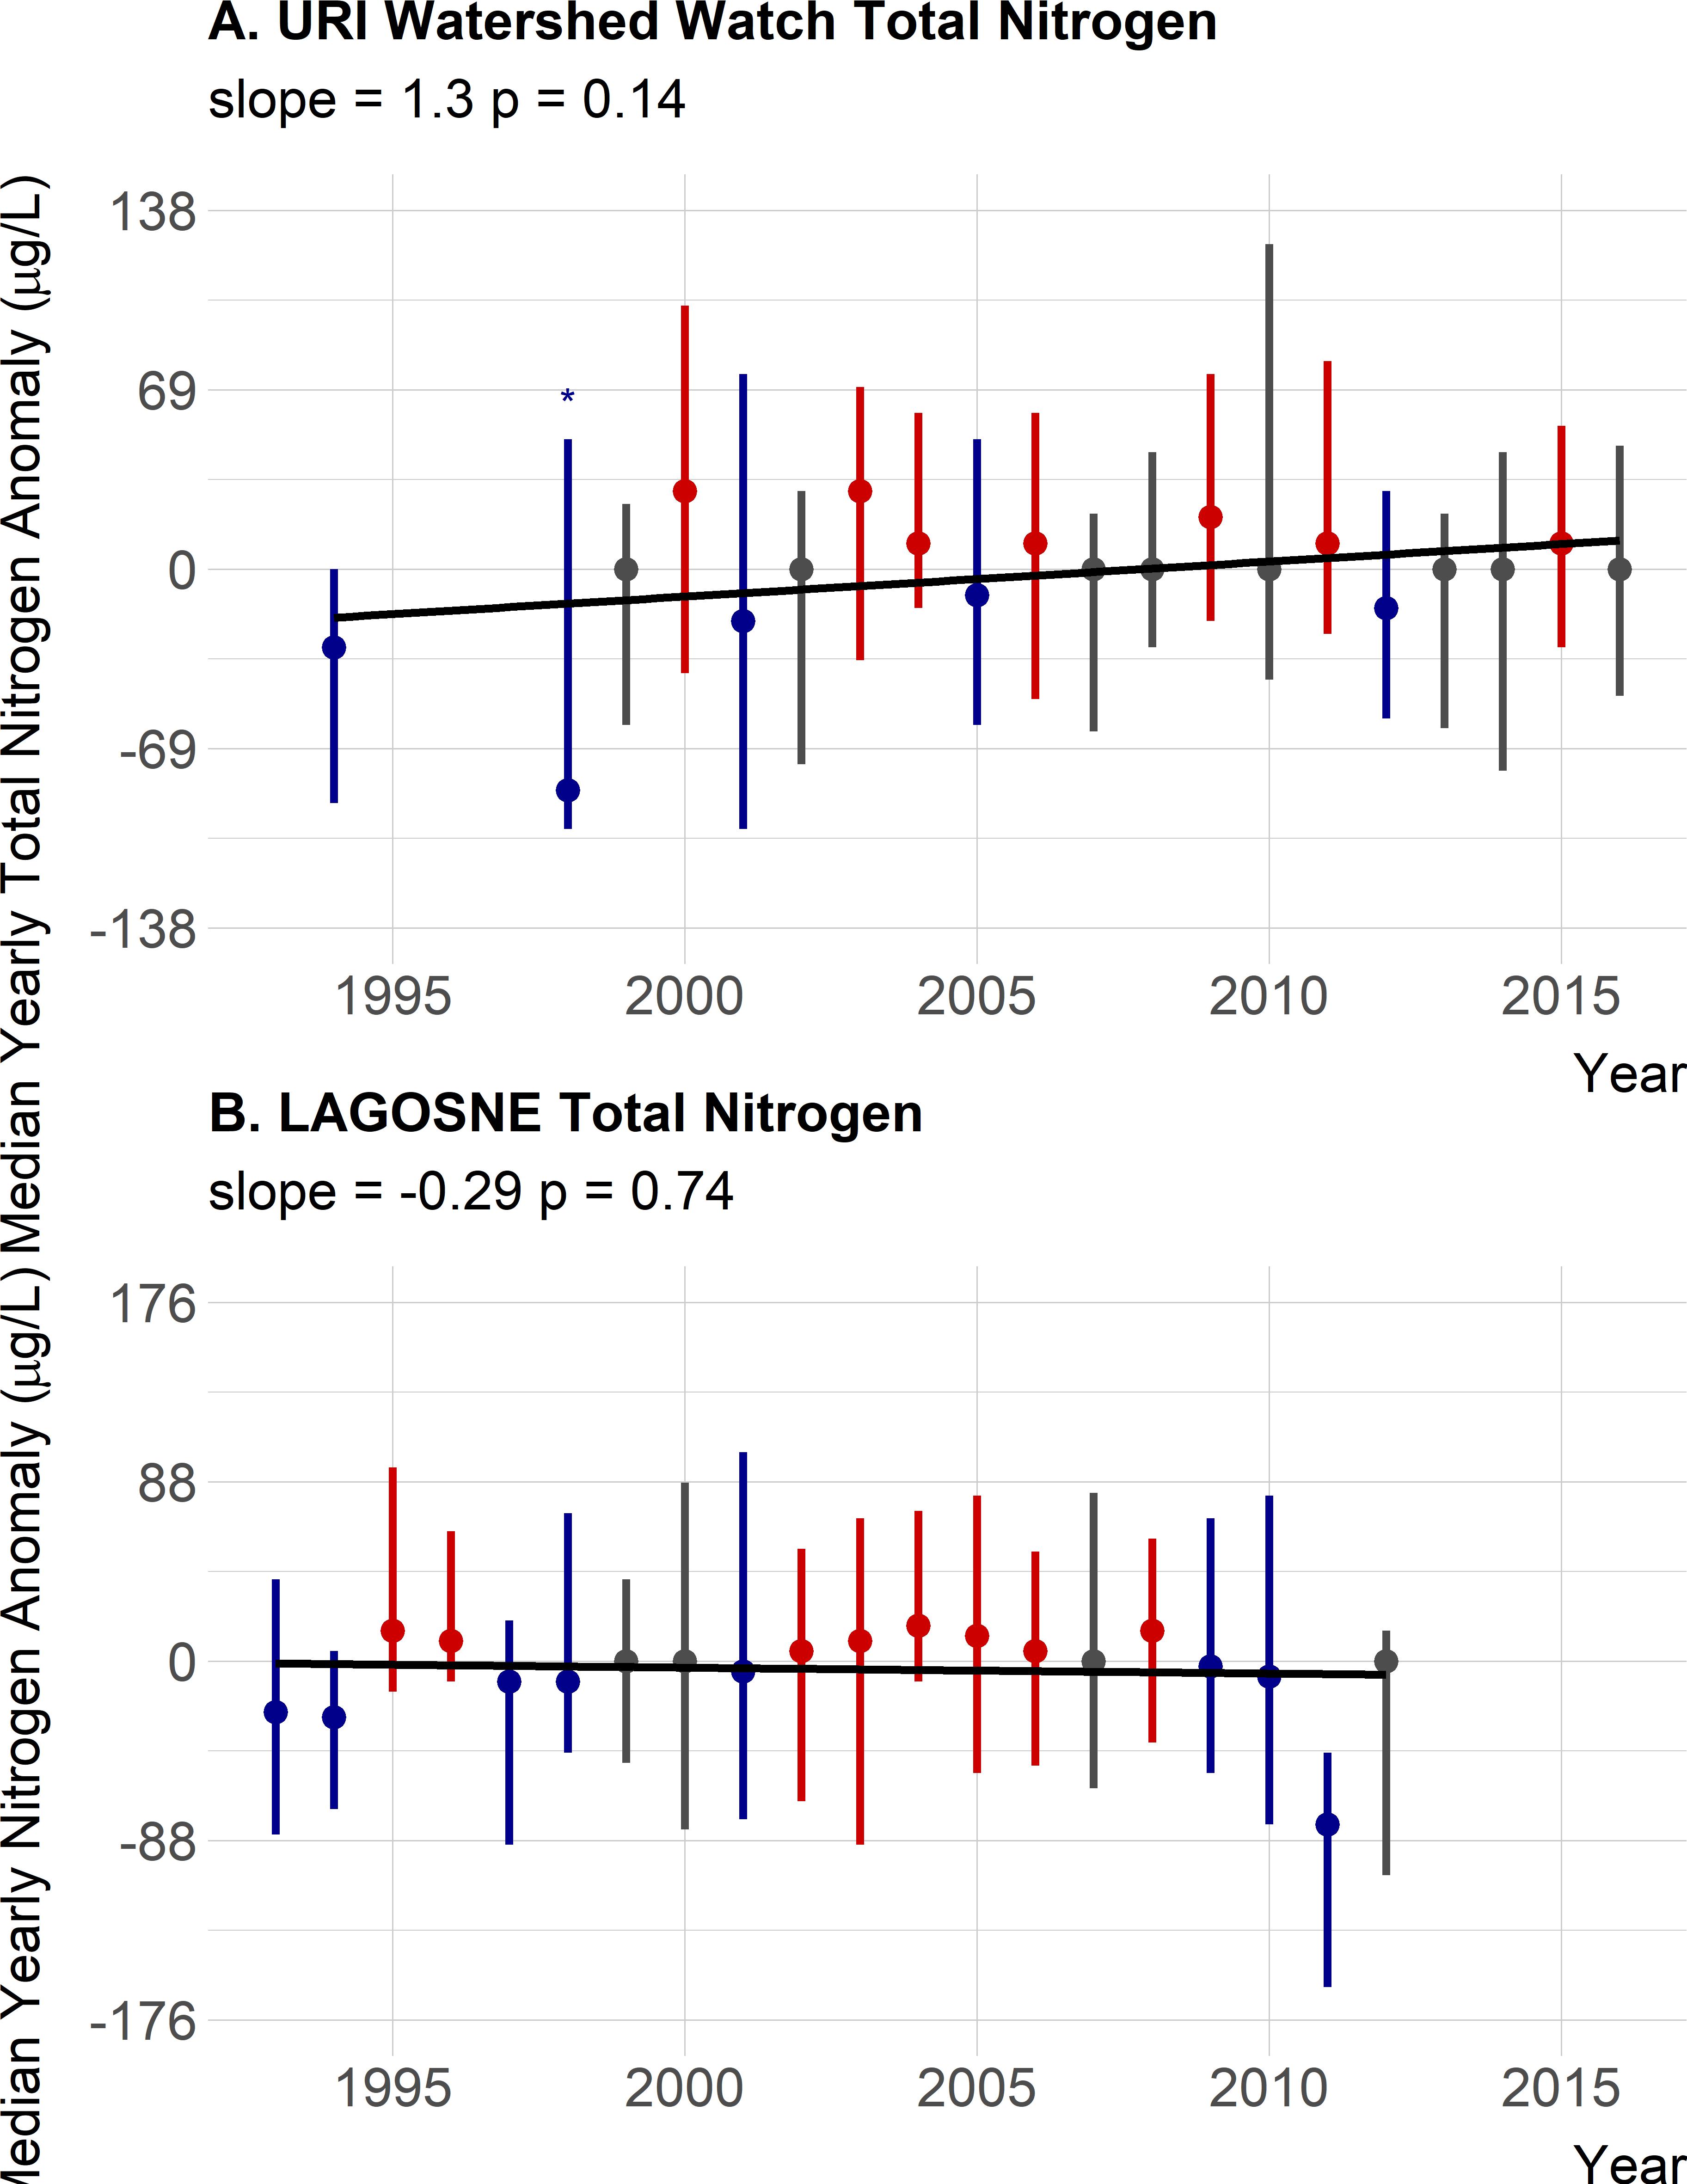 A. URI Watershed Watch Total Nitrogen
slope = 1.3 p = 0.14
Median Yearly Total Nitrogen Anomaly (μg/L)
138
69
0
-69
-138
*
1995 2000 2005 2010 2015
Year
B. LAGOSNE Total Nitrogen
slope = -0.29 p = 0.74
Median Yearly Nitrogen Anomaly (μg/L)
176
88
0
-88
-176
1995 2000 2005 2010 2015
Year